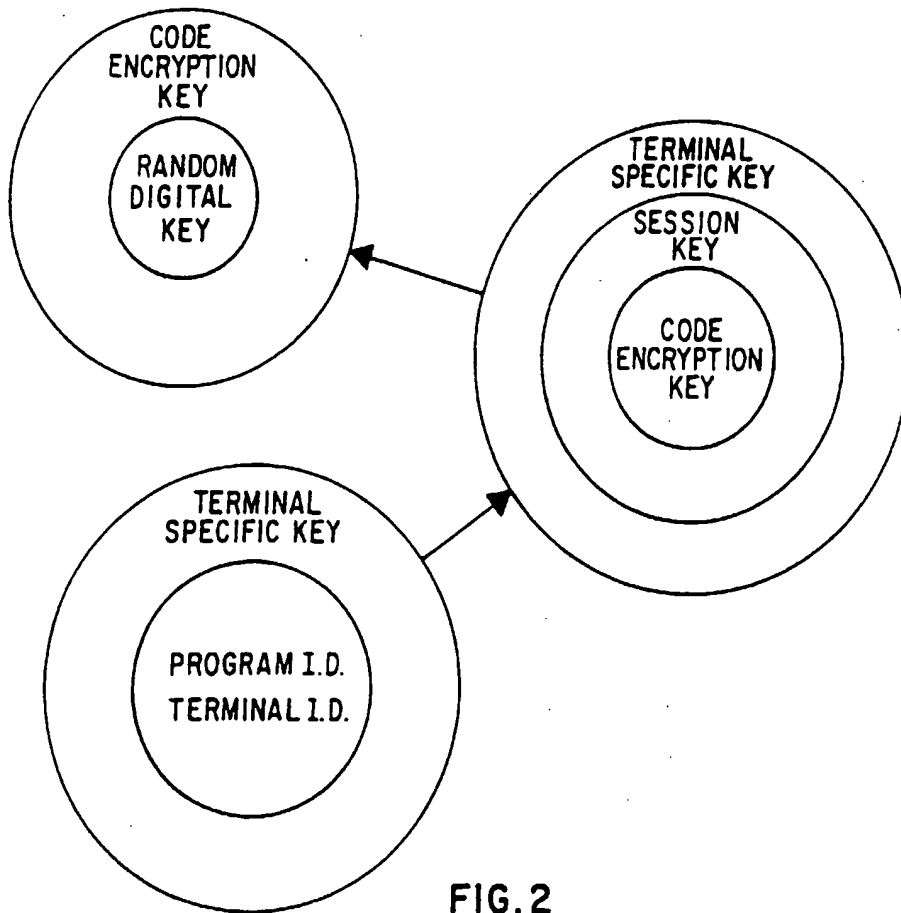 CODE
ENCRYPTION
KEY
RANDOM
DIGITAL
KEY
TERMINAL
SPECIFIC KEY
SESSION
KEY
CODE
ENCRYPTION
KEY
TERMINAL
SPECIFIC KEY
PROGRAM I.D.
TERMINAL I.D.
FIG. 2